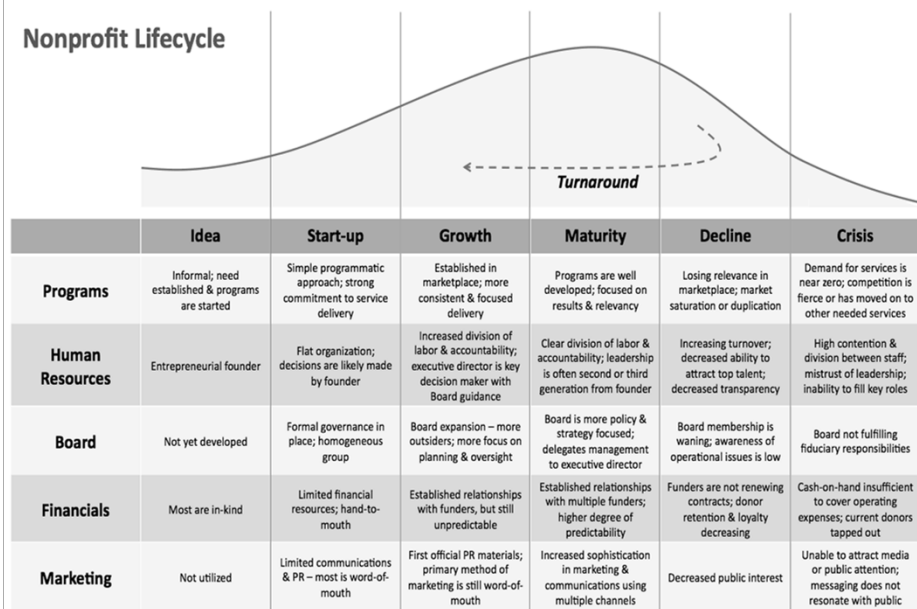 Nonprofit Lifecycle
Turnaround
Idea
Start-up
Growth
Maturity
Decline
Crisis
Programs
Informal; need
established & programs
are started
Simple programmatic
approach; strong
commitment to service
delivery
Established in
marketplace; more
consistent & focused
delivery
Programs are well
developed; focused on
results & relevancy
Losing relevance in
marketplace; market
saturation or duplication
Demand for services is
near zero; competition is
fierce or has moved on to
other needed services
Human
Resources
Entrepreneurial founder
Flat organization;
decisions are likely made
by founder
Increased division of
labor & accountability;
executive director is key
decision maker with
Board guidance
Clear division of labor &
accountability; leadership
is often second or third
generation from founder
Increasing turnover;
decreased ability to
attract top talent;
decreased transparency
High contention &
division between staff;
mistrust of leadership;
inability to fill key roles
Board
Not yet developed
Formal governance in
place; homogeneous
group
Board expansion – more
outsiders; more focus on
planning & oversight
Board is more policy &
strategy focused;
delegates management
to executive director
Board membership is
waning; awareness of
operational issues is low
Board not fulfilling
fiduciary responsibilities
Financials
Most are in-kind
Limited financial
resources; hand-to-
mouth
Established relationships
with funders, but still
unpredictable
Established relationships
with multiple funders;
higher degree of
predictability
Funders are not renewing
contracts; donor
retention & loyalty
decreasing
Cash-on-hand insufficient
to cover operating
expenses; current donors
tapped out
Marketing
Not utilized
Limited communications
& PR – most is word-of-
mouth
First official PR materials;
primary method of
marketing is still word-of-
mouth
Increased sophistication
in marketing &
communications using
multiple channels
Decreased public interest
Unable to attract media
or public attention;
messaging does not
resonate with public